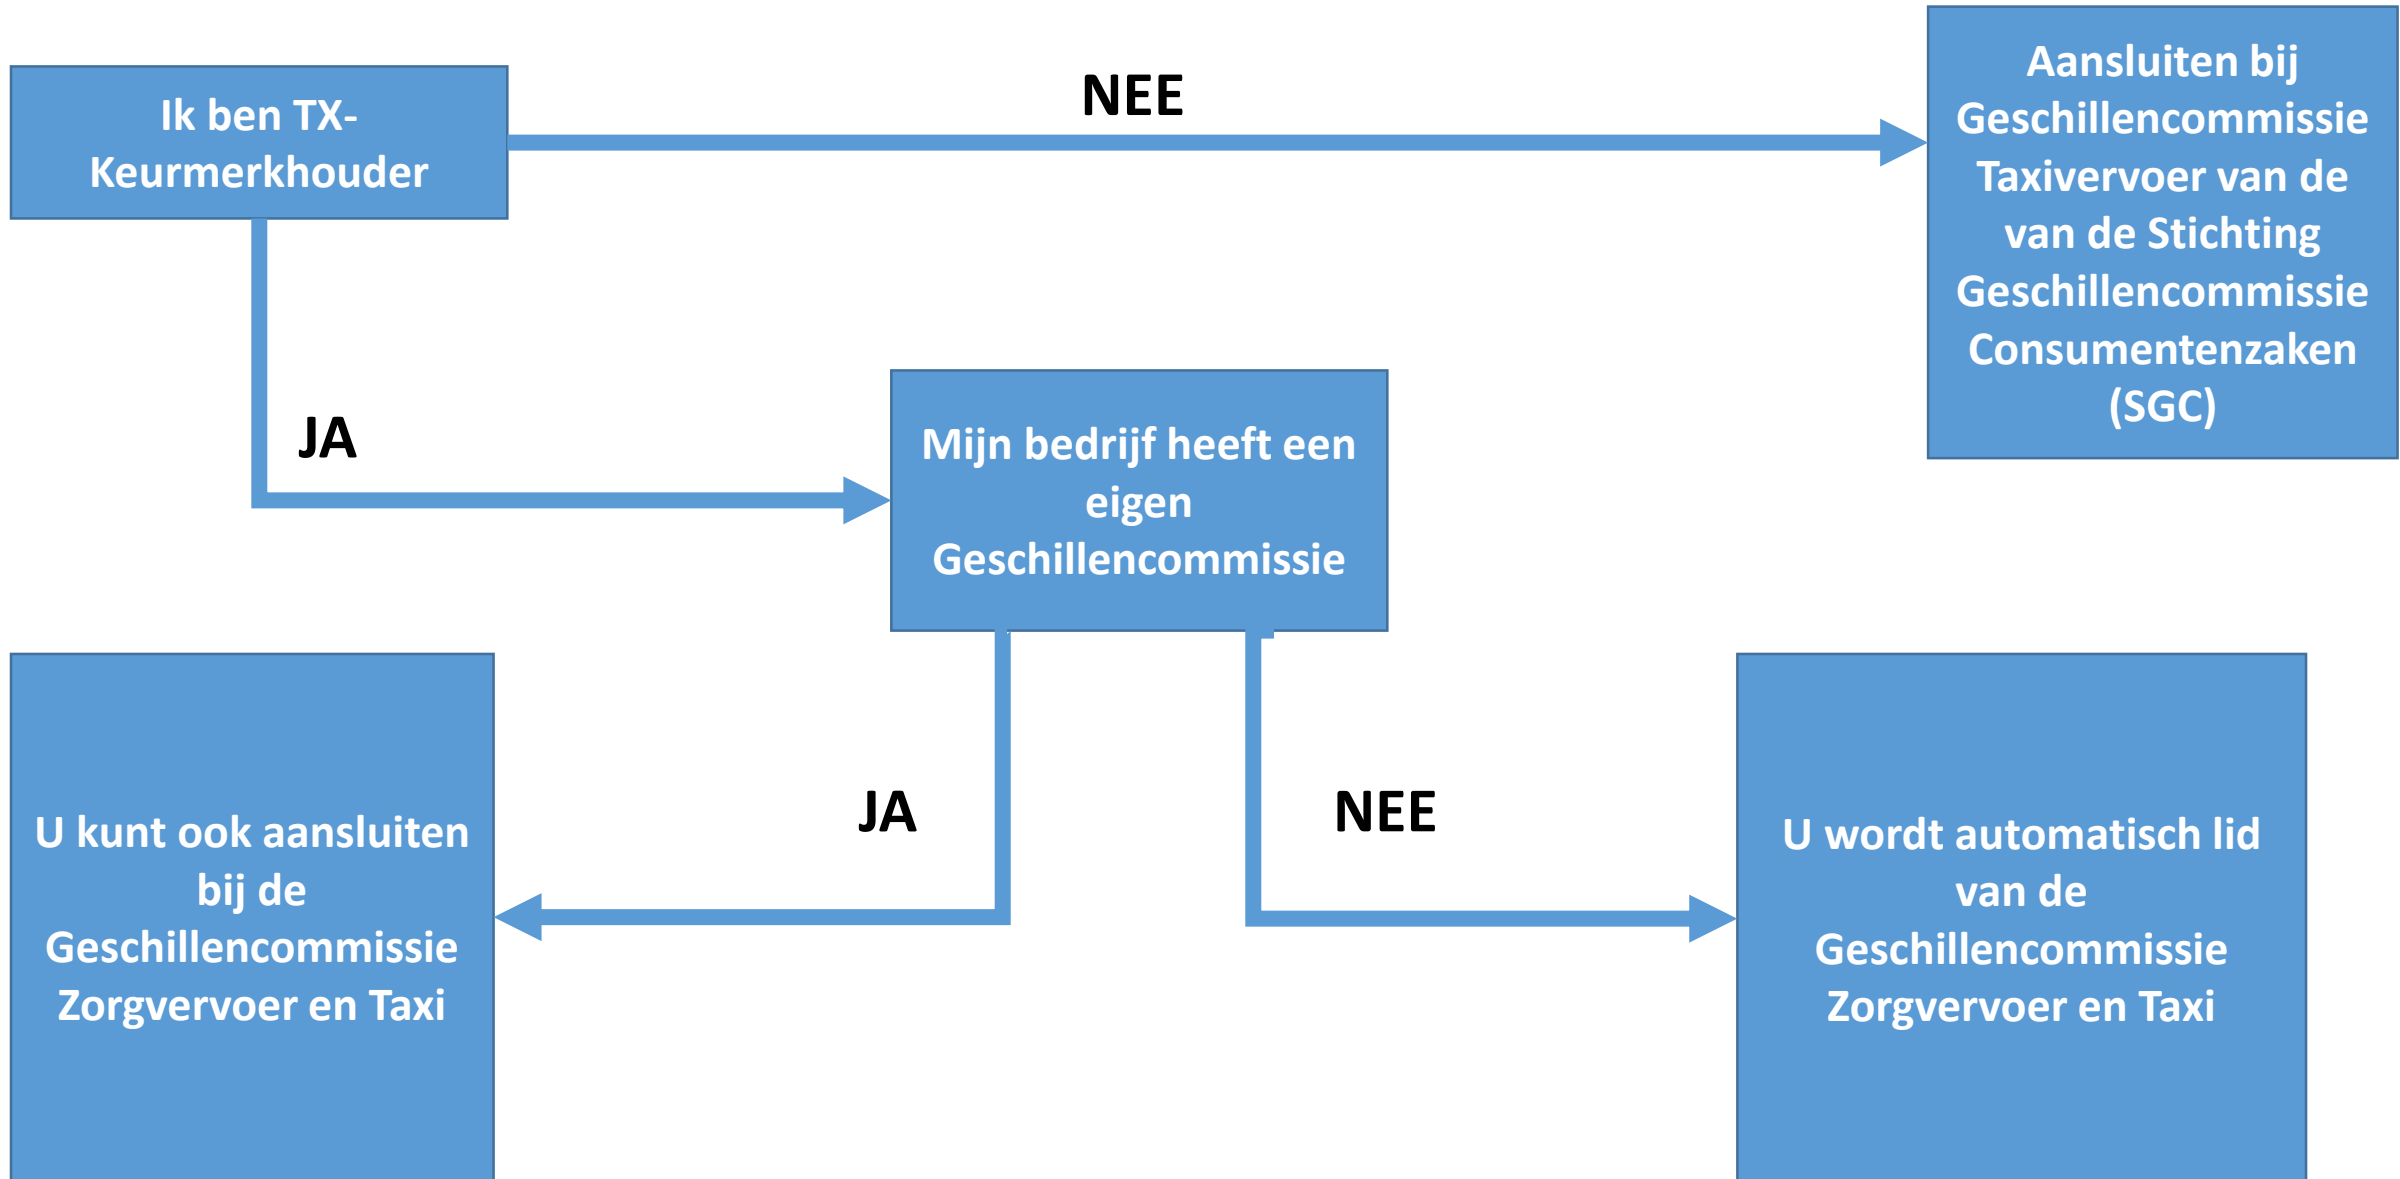 Ik ben TX-
Keurmerkhouder
NEE
Aansluiten bij
Geschillencommissie
Taxivervoer van de
van de Stichting
Geschillencommissie
Consumentenzaken
(SGC)
JA
Mijn bedrijf heeft een
eigen
Geschillencommissie
JA
NEE
U kunt ook aansluiten
bij de
Geschillencommissie
Zorgvervoer en Taxi
U wordt automatisch lid
van de
Geschillencommissie
Zorgvervoer en Taxi